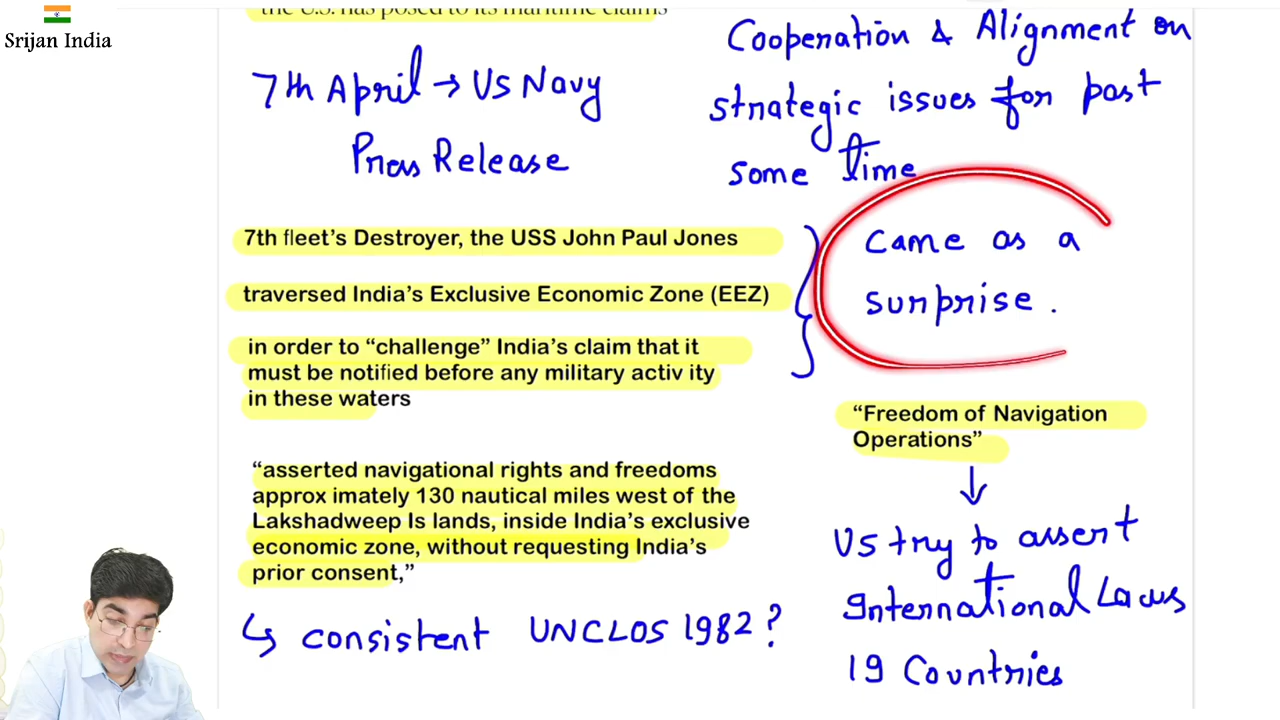 Srijan India
the U.S. has posed to its maritime claims
7th April → US Navy
Press Release
Cooperation & Alignment on
strategic issues for past
some time
7th fleet's Destroyer, the USS John Paul Jones
traversed India's Exclusive Economic Zone (EEZ)
in order to “challenge” India's claim that it
must be notified before any military activ ity
in these waters
Came as a
surprise.
“asserted navigational rights and freedoms
approx imately 130 nautical miles west of the
Lakshadweep Is lands, inside India's exclusive
economic zone, without requesting India's
prior consent,”
↳ consistent UNCLOS 1982?
“Freedom of Navigation
Operations”
↓
US try to assert
International Laws
19 Countries